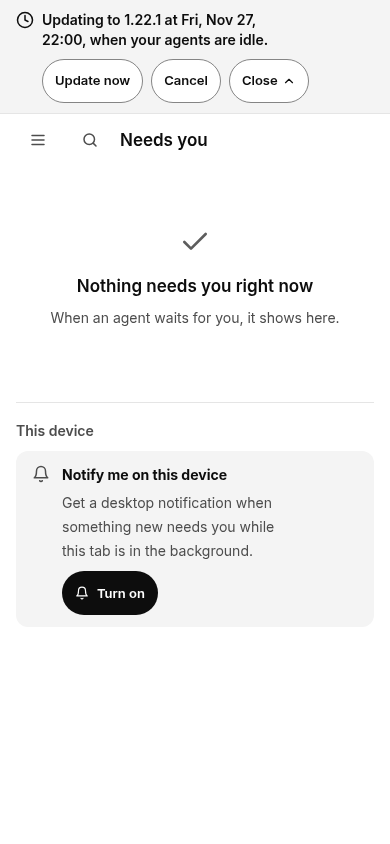 Updating to 1.22.1 at Fri, Nov 27,
22:00, when your agents are idle.
Update now
Cancel
Close
Needs you
Nothing needs you right now
When an agent waits for you, it shows here.
This device
Notify me on this device
Get a desktop notification when
something new needs you while
this tab is in the background.
Turn on